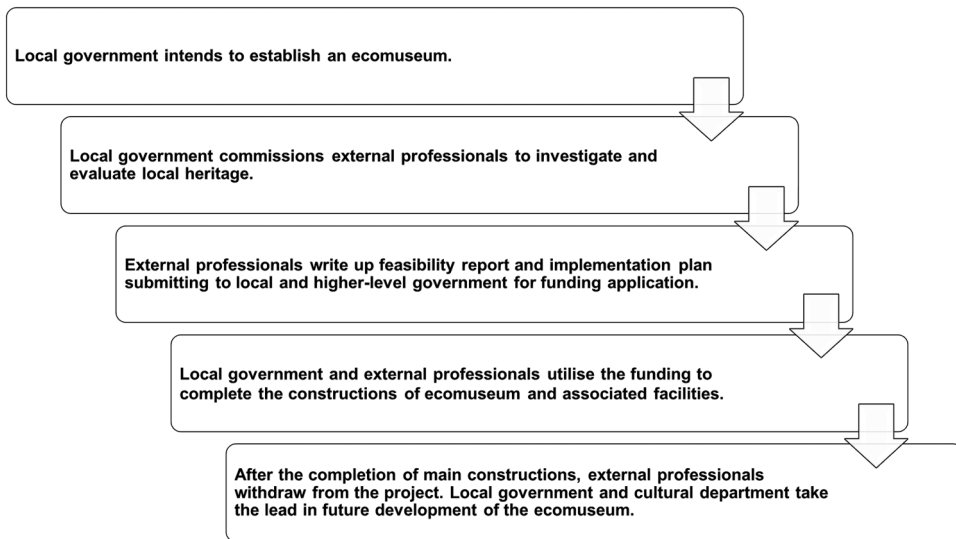 Local government intends to establish an ecomuseum.
Local government commissions external professionals to investigate and
evaluate local heritage.
External professionals write up feasibility report and implementation plan
submitting to local and higher-level government for funding application.
Local government and external professionals utilise the funding to
complete the constructions of ecomuseum and associated facilities.
After the completion of main constructions, external professionals
withdraw from the project. Local government and cultural department take
the lead in future development of the ecomuseum.